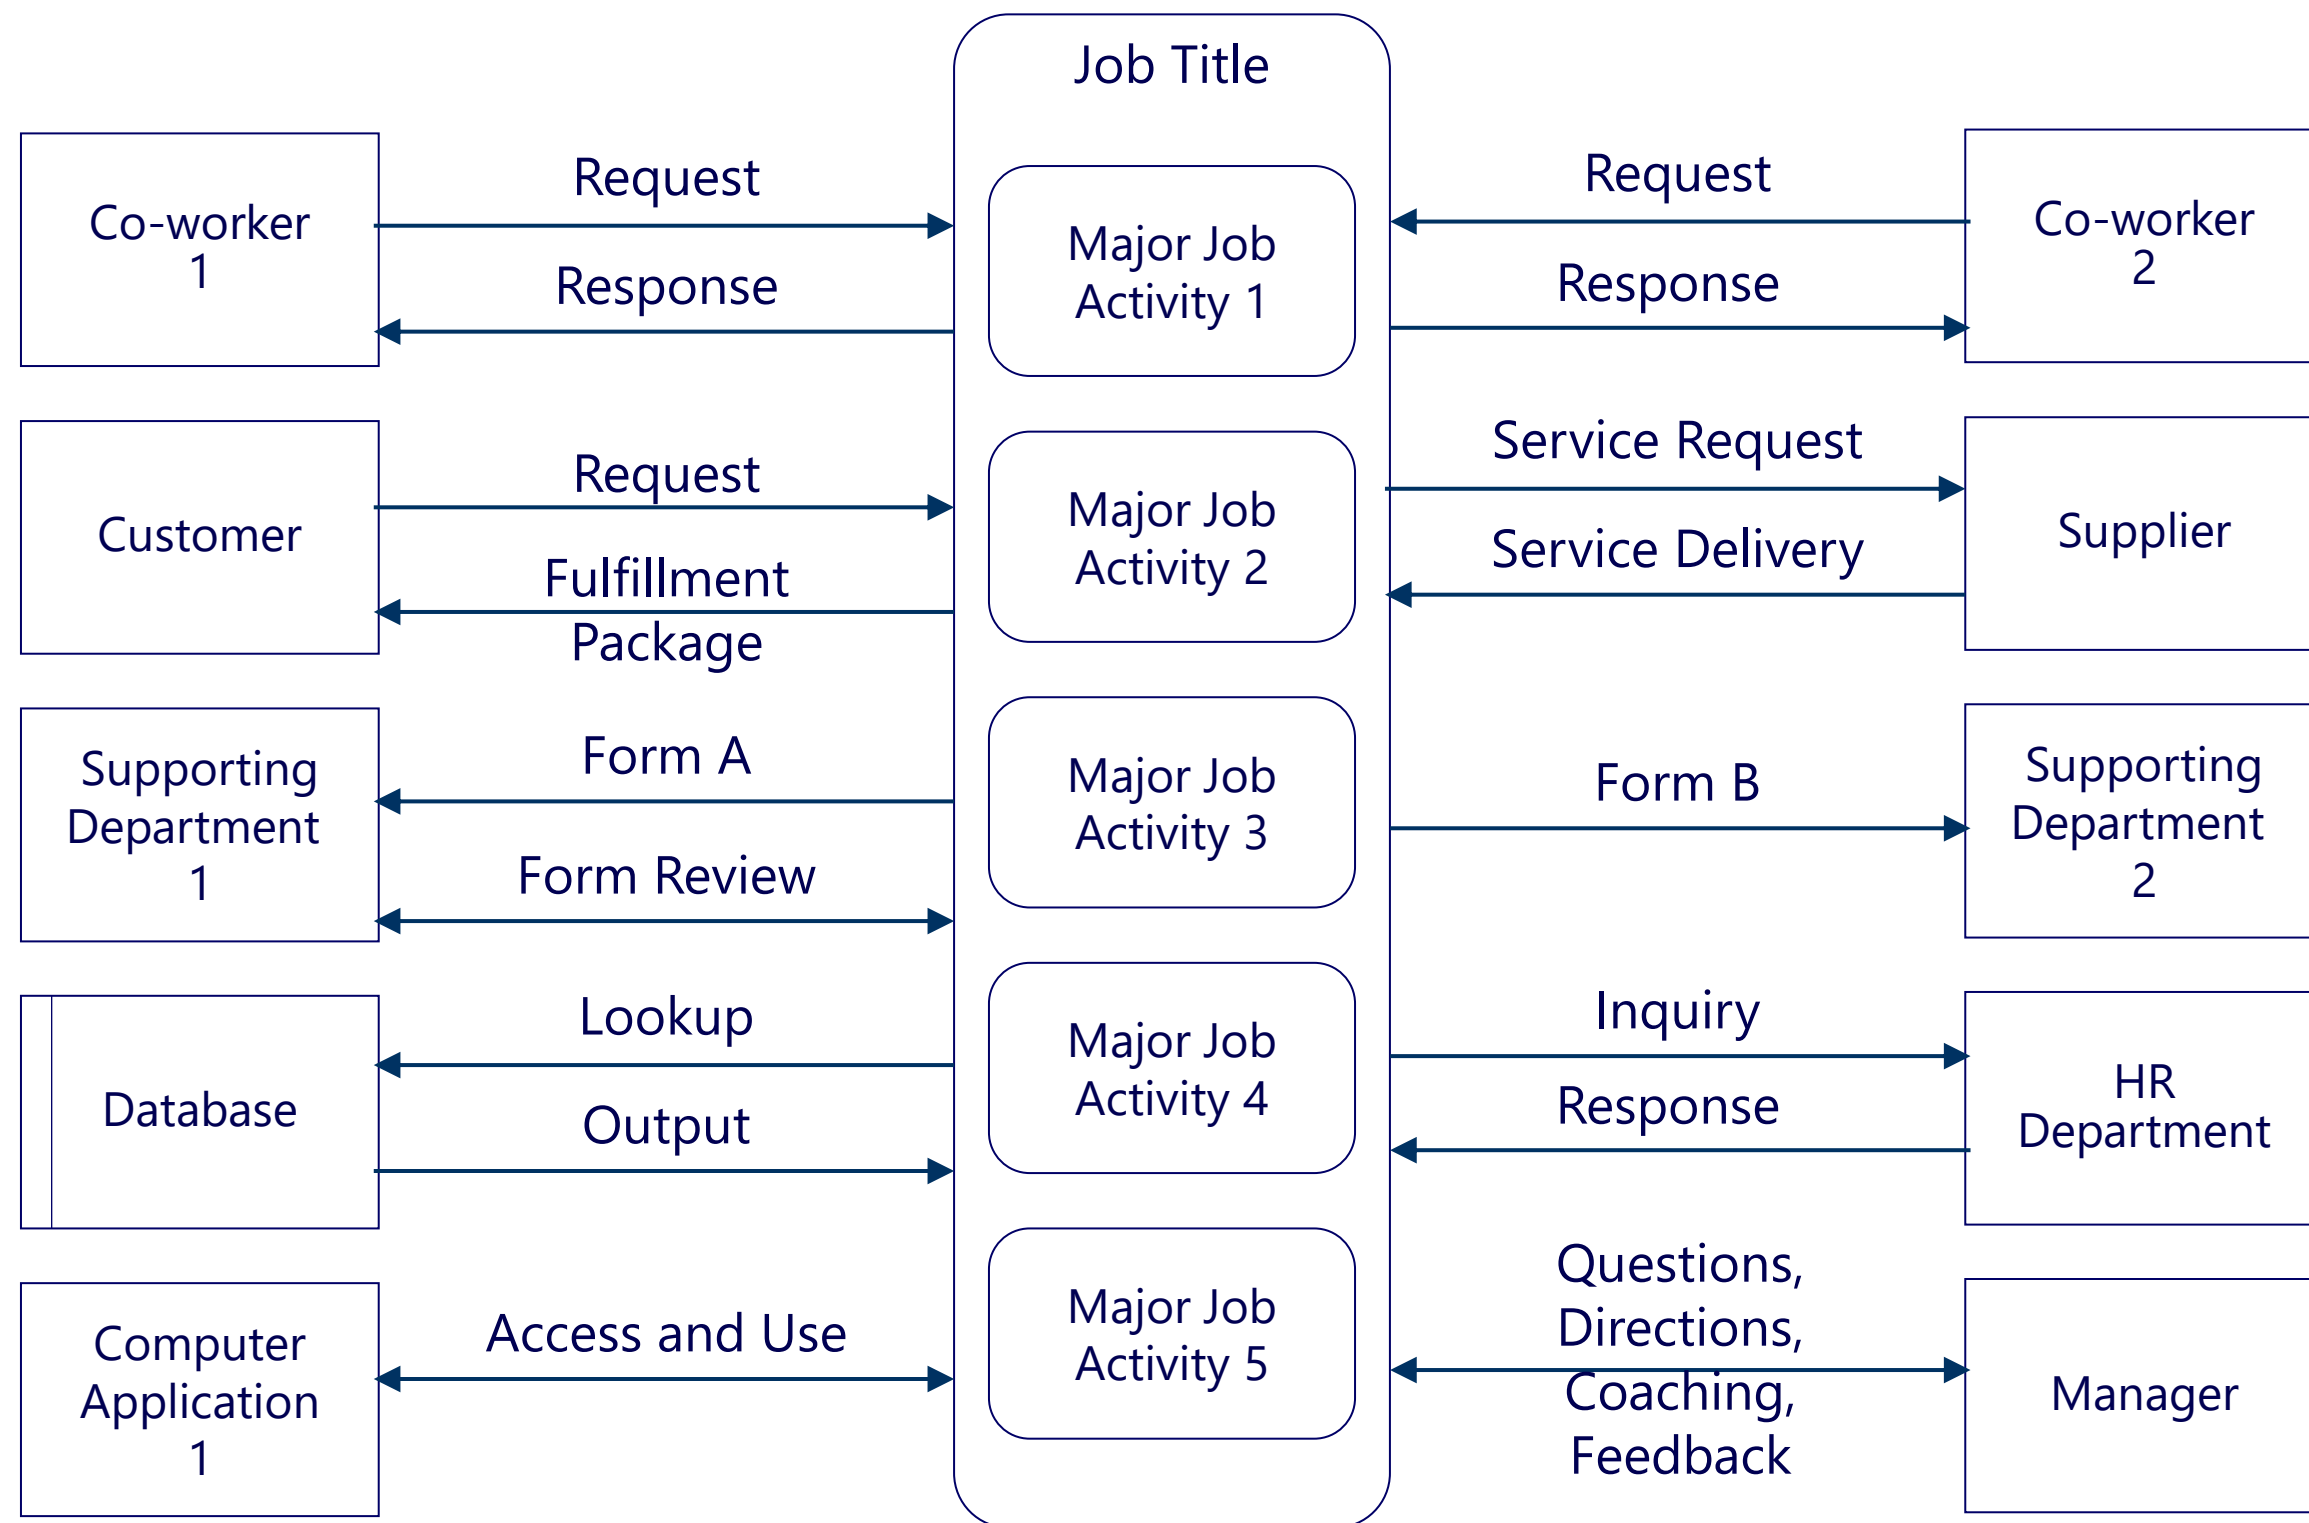 Job Title
Co-worker
1
Request
Response
Major Job
Activity 1
Request
Response
Co-worker
2
Customer
Request
Fulfillment
Package
Major Job
Activity 2
Service Request
Service Delivery
Supplier
Supporting
Department
1
Form A
Form Review
Major Job
Activity 3
Form B
Supporting
Department
2
Database
Lookup
Output
Major Job
Activity 4
Inquiry
Response
HR
Department
Computer
Application
1
Access and Use
Major Job
Activity 5
Questions,
Directions,
Coaching,
Feedback
Manager